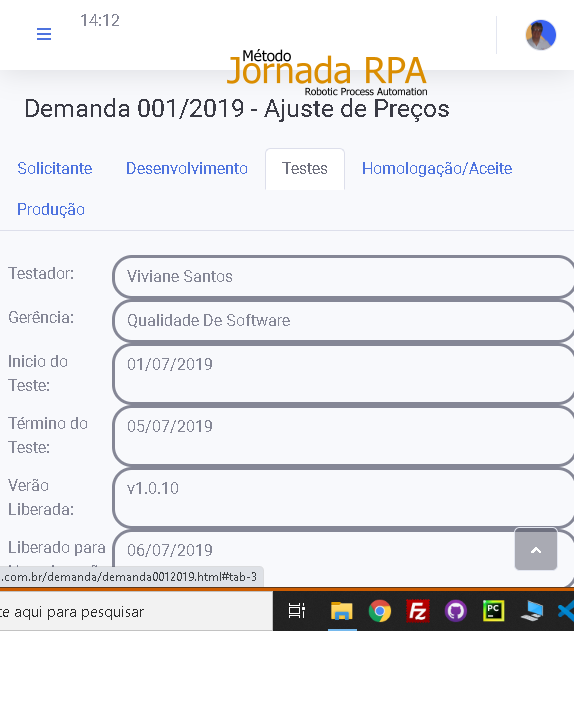 14:12
Método
Jornada RPA
Robotic Process Automation
Demanda 001/2019 - Ajuste de Preços
Solicitante Desenvolvimento Testes Homologação/Aceite
Produção
Testador: Viviane Santos
Gerência: Qualidade De Software
Inicio do 01/07/2019
Teste:
Término do 05/07/2019
Teste:
Verão v1.0.10
Liberada:
Liberado para 06/07/2019
.com.br/demanda/demanda0012019.html#tab-3
te aqui para pesquisar
FZ
PC